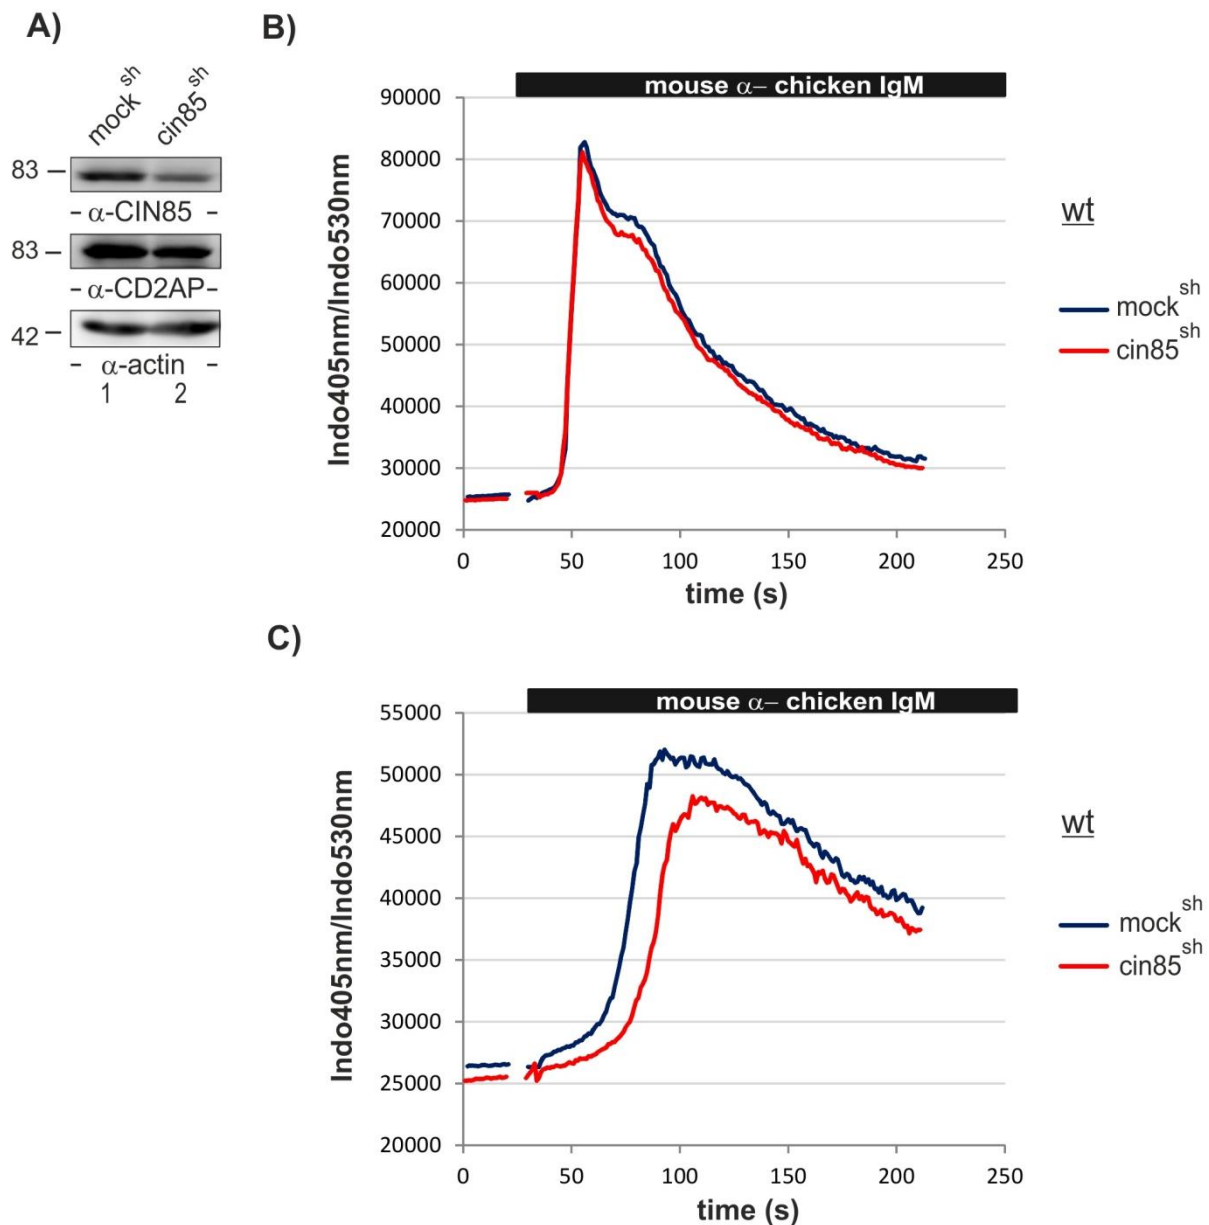 A)
mock^sh cin85^sh
83 –
- α-CIN85 -
83 –
- α-CD2AP-
42 –
- α-actin -
1 2
B)
mouse α– chicken IgM
90000
80000
70000
60000
50000
40000
30000
20000
Indo405nm/Indo530nm
0 50 100 150 200 250
time (s)
wt
mock^sh
cin85^sh
C)
mouse α– chicken IgM
55000
50000
45000
40000
35000
30000
25000
20000
Indo405nm/Indo530nm
0 50 100 150 200 250
time (s)
wt
mock^sh
cin85^sh